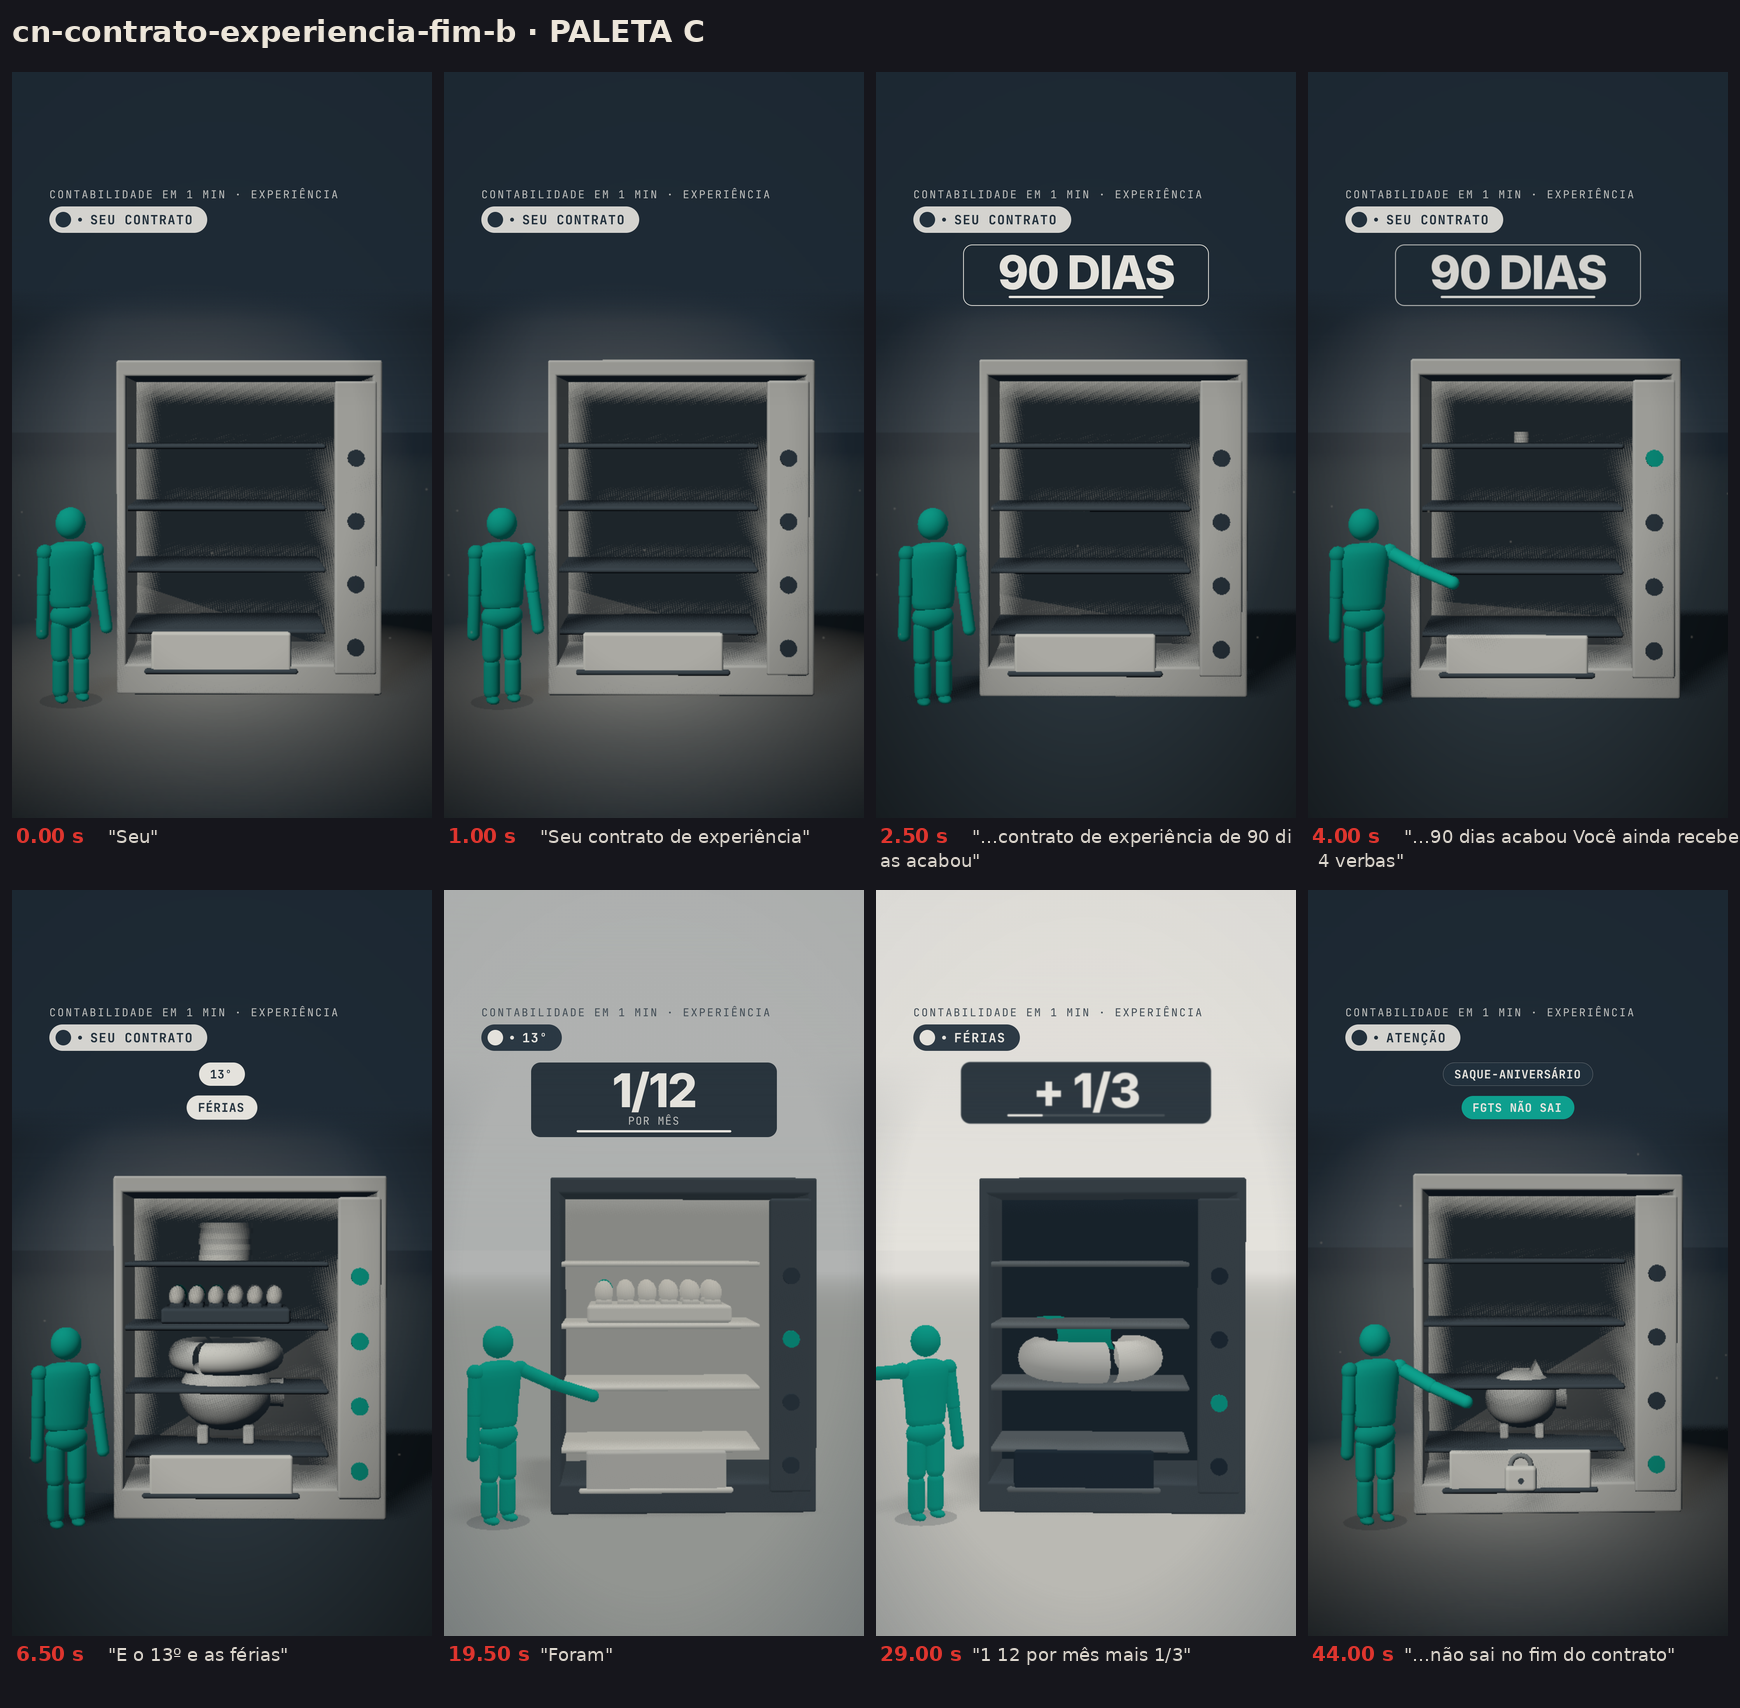 cn-contrato-experiencia-fim-b · PALETA C
CONTABILIDADE EM 1 MIN · EXPERIÊNCIA
• SEU CONTRATO
0.00 s "Seu"
CONTABILIDADE EM 1 MIN · EXPERIÊNCIA
• SEU CONTRATO
1.00 s "Seu contrato de experiência"
CONTABILIDADE EM 1 MIN · EXPERIÊNCIA
• SEU CONTRATO
90 DIAS
2.50 s "...contrato de experiência de 90 di
as acabou"
CONTABILIDADE EM 1 MIN · EXPERIÊNCIA
• SEU CONTRATO
90 DIAS
4.00 s "...90 dias acabou Você ainda recebe
4 verbas"
CONTABILIDADE EM 1 MIN · EXPERIÊNCIA
• SEU CONTRATO
13°
FÉRIAS
6.50 s "E o 13º e as férias"
CONTABILIDADE EM 1 MIN · EXPERIÊNCIA
• 13°
1/12
POR MÊS
19.50 s "Foram"
CONTABILIDADE EM 1 MIN · EXPERIÊNCIA
• FÉRIAS
+ 1/3
29.00 s "1 12 por mês mais 1/3"
CONTABILIDADE EM 1 MIN · EXPERIÊNCIA
• ATENÇÃO
SAQUE-ANIVERSÁRIO
FGTS NÃO SAI
44.00 s "...não sai no fim do contrato"